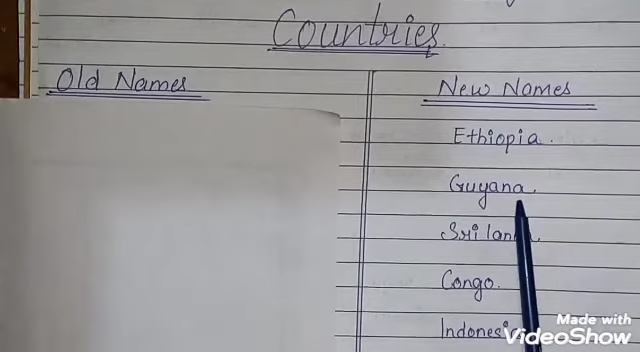 Countries.
Old Names
New Names
Ethiopia.
Guyana.
Congo.
Made with
VideoShow